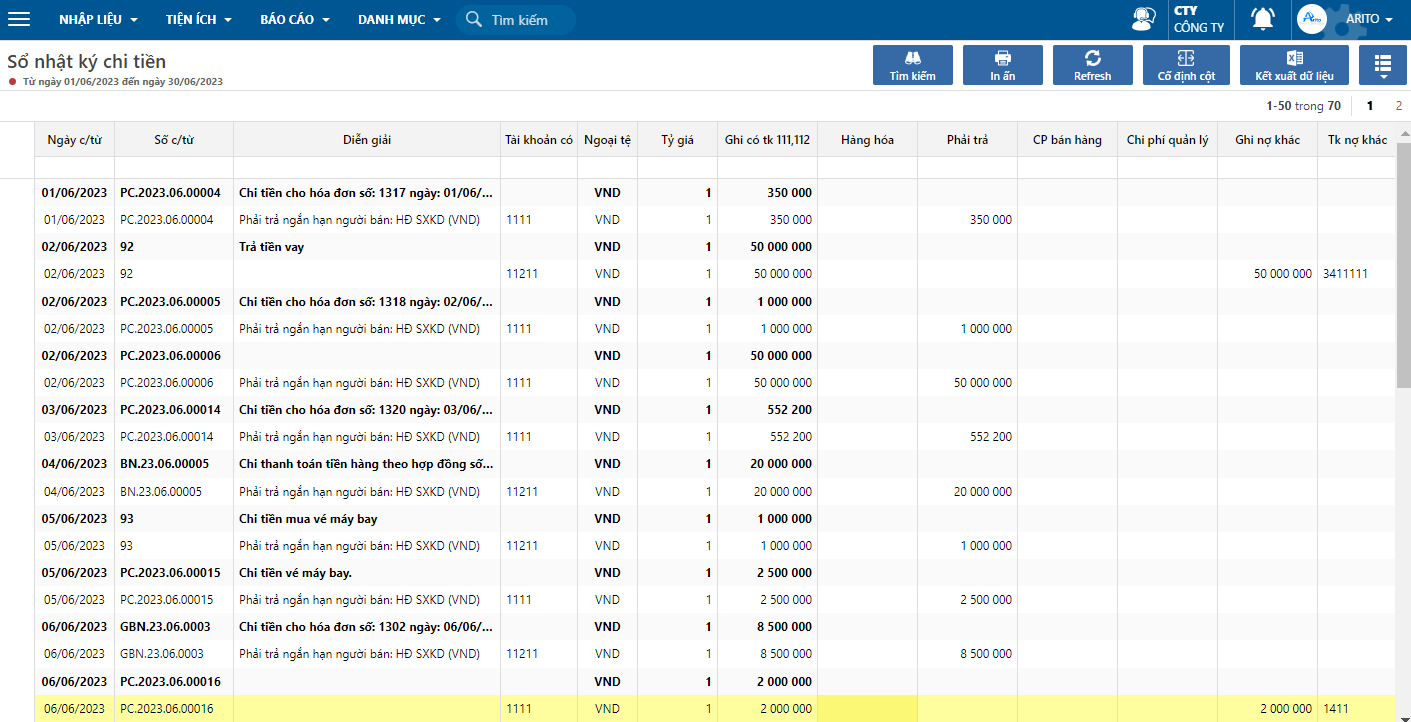 NHẬP LIỆU TIỆN ÍCH BÁO CÁO DANH MỤC Tìm kiếm CTY CÔNG TY Arito ARITO
Sổ nhật ký chi tiền
Từ ngày 01/06/2023 đến ngày 30/06/2023
Tìm kiếm In ấn Refresh Cố định cột Kết xuất dữ liệu
1-50 trong 70 1 2
Ngày c/từ Số c/từ Diễn giải Tài khoản có Ngoại tệ Tỷ giá Ghi có tk 111,112 Hàng hóa Phải trả CP bán hàng Chi phí quản lý Ghi nợ khác Tk nợ khác
01/06/2023 PC.2023.06.00004 Chi tiền cho hóa đơn số: 1317 ngày: 01/06/... VND 1 350 000
01/06/2023 PC.2023.06.00004 Phải trả ngắn hạn người bán: HĐ SXKD (VND) 1111 VND 1 350 000 350 000
02/06/2023 92 Trả tiền vay VND 1 50 000 000
02/06/2023 92 11211 VND 1 50 000 000 50 000 000 3411111
02/06/2023 PC.2023.06.00005 Chi tiền cho hóa đơn số: 1318 ngày: 02/06/... VND 1 1 000 000
02/06/2023 PC.2023.06.00005 Phải trả ngắn hạn người bán: HĐ SXKD (VND) 1111 VND 1 1 000 000 1 000 000
02/06/2023 PC.2023.06.00006 VND 1 50 000 000
02/06/2023 PC.2023.06.00006 Phải trả ngắn hạn người bán: HĐ SXKD (VND) 1111 VND 1 50 000 000 50 000 000
03/06/2023 PC.2023.06.00014 Chi tiền cho hóa đơn số: 1320 ngày: 03/06/... VND 1 552 200
03/06/2023 PC.2023.06.00014 Phải trả ngắn hạn người bán: HĐ SXKD (VND) 1111 VND 1 552 200 552 200
04/06/2023 BN.23.06.00005 Chi thanh toán tiền hàng theo hợp đồng số... VND 1 20 000 000
04/06/2023 BN.23.06.00005 Phải trả ngắn hạn người bán: HĐ SXKD (VND) 11211 VND 1 20 000 000 20 000 000
05/06/2023 93 Chi tiền mua vé máy bay VND 1 1 000 000
05/06/2023 93 Phải trả ngắn hạn người bán: HĐ SXKD (VND) 11211 VND 1 1 000 000 1 000 000
05/06/2023 PC.2023.06.00015 Chi tiền vé máy bay. VND 1 2 500 000
05/06/2023 PC.2023.06.00015 Phải trả ngắn hạn người bán: HĐ SXKD (VND) 1111 VND 1 2 500 000 2 500 000
06/06/2023 GBN.23.06.0003 Chi tiền cho hóa đơn số: 1302 ngày: 06/06/... VND 1 8 500 000
06/06/2023 GBN.23.06.0003 Phải trả ngắn hạn người bán: HĐ SXKD (VND) 11211 VND 1 8 500 000 8 500 000
06/06/2023 PC.2023.06.00016 VND 1 2 000 000
06/06/2023 PC.2023.06.00016 1111 VND 1 2 000 000 2 000 000 1411